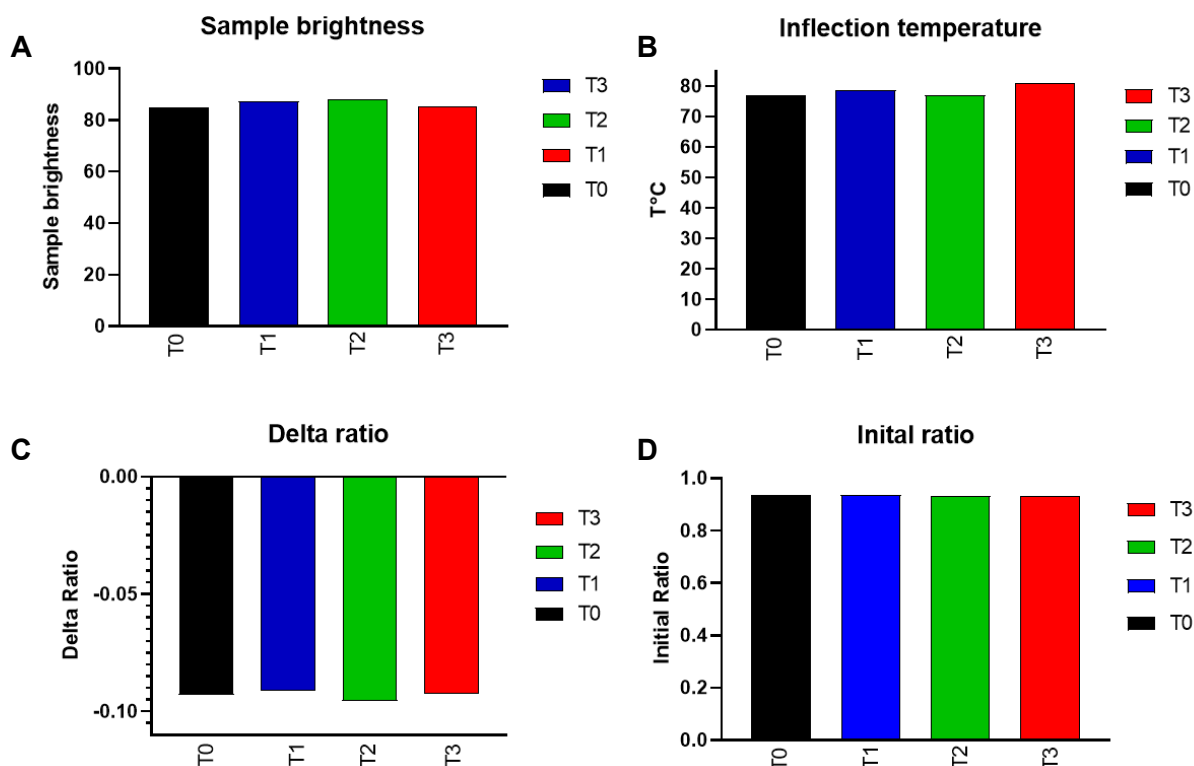 A
Sample brightness
Sample brightness
100
80
60
40
20
0
T0
T1
T2
T3
T3
T2
T1
T0
B
Inflection temperature
T°C
80
70
60
50
40
30
20
10
0
T0
T1
T2
T3
T3
T2
T1
T0
C
Delta ratio
Delta Ratio
0.00
-0.05
-0.10
T0
T1
T2
T3
T3
T2
T1
T0
D
Inital ratio
Initial Ratio
1.0
0.8
0.6
0.4
0.2
0.0
T0
T1
T2
T3
T3
T2
T1
T0